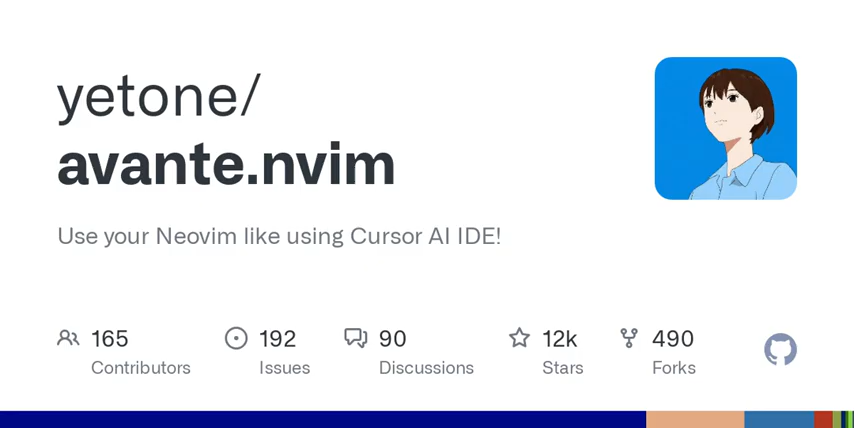 yetone/
avante.nvim
Use your Neovim like using Cursor AI IDE!
165
Contributors
192
Issues
90
Discussions
12k
Stars
490
Forks